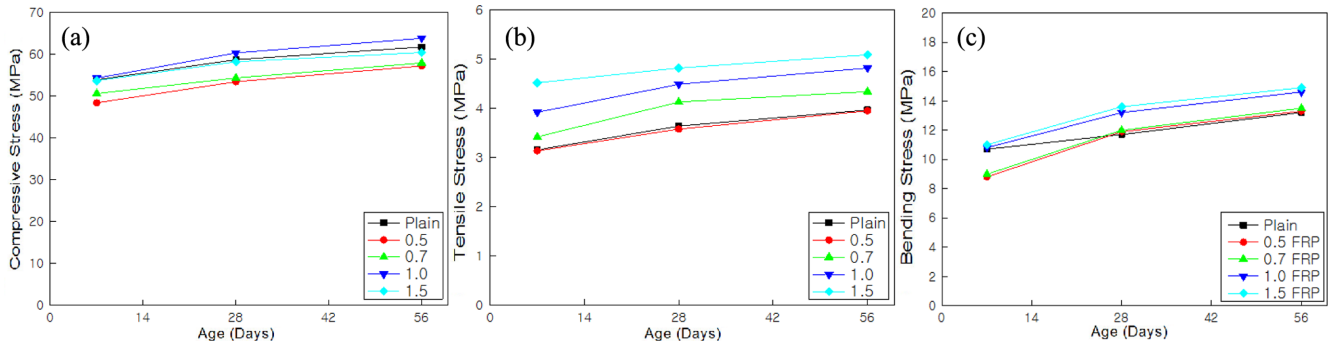 (a)
Compressive Stress (MPa)
70
60
50
40
30
20
10
0
0 14 28 42 56
Age (Days)
Plain
0.5
0.7
1.0
1.5
(b)
Tensile Stress (MPa)
6
5
4
3
2
1
0
0 14 28 42 56
Age (Days)
Plain
0.5
0.7
1.0
1.5
(c)
Bending Stress (MPa)
20
18
16
14
12
10
8
6
4
2
0
0 14 28 42 56
Age (Days)
Plain
0.5 FRP
0.7 FRP
1.0 FRP
1.5 FRP